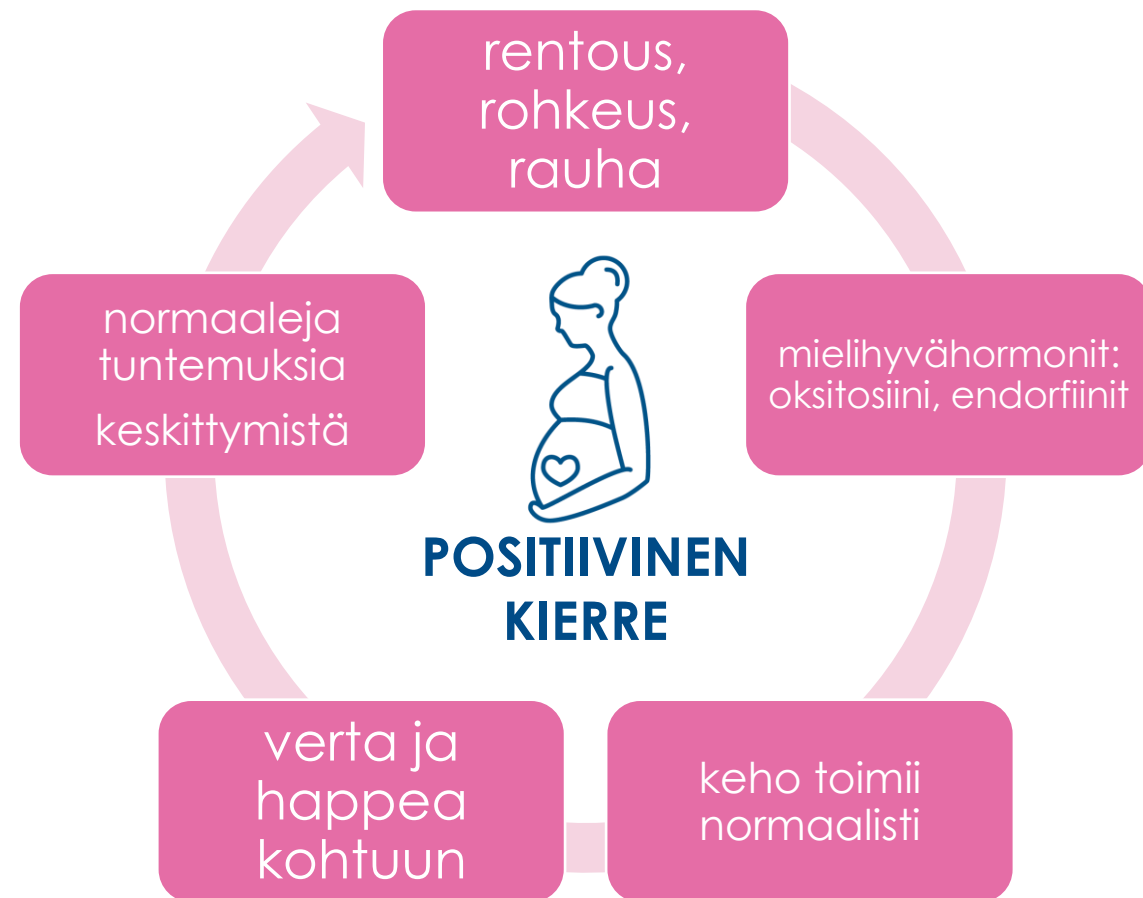 rentous,
rohkeus,
rauha
mielihyvähormonit:
oksitosiini, endorfiinit
keho toimii
normaalisti
verta ja
happea
kohtuun
normaaleja
tuntemuksia
keskittymistä
POSITIIVINEN
KIERRE